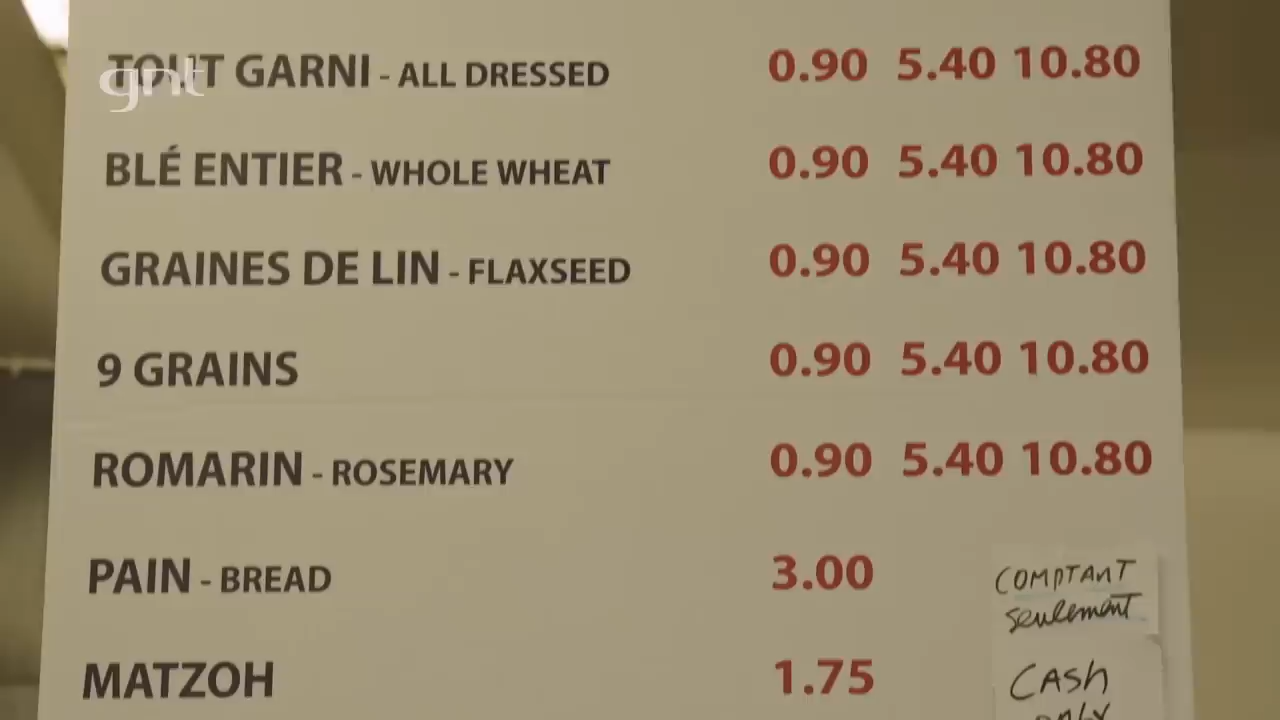 TOUT GARNI - ALL DRESSED 0.90 5.40 10.80
gnt
BLÉ ENTIER - WHOLE WHEAT 0.90 5.40 10.80
GRAINES DE LIN - FLAXSEED 0.90 5.40 10.80
9 GRAINS 0.90 5.40 10.80
ROMARIN - ROSEMARY 0.90 5.40 10.80
PAIN - BREAD 3.00
COMPTANT
seulement
MATZOH 1.75
CASH
only